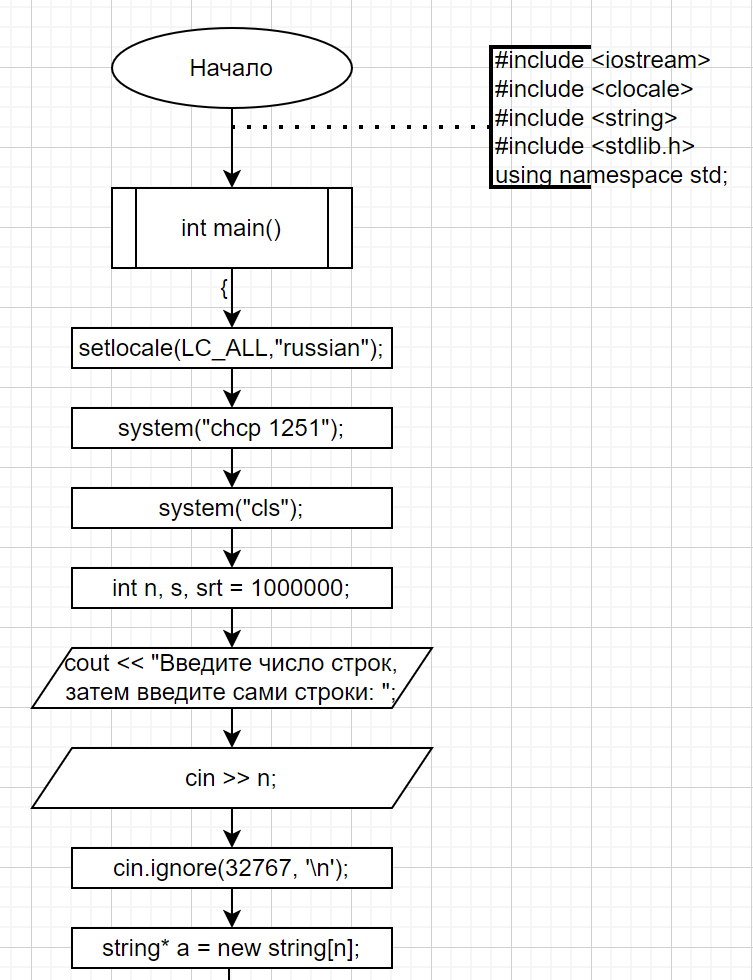 Начало
#include <iostream>
#include <clocale>
#include <string>
#include <stdlib.h>
using namespace std;
int main()
{
setlocale(LC_ALL,"russian");
system("chcp 1251");
system("cls");
int n, s, srt = 1000000;
cout << "Введите число строк,
затем введите сами строки: ";
cin >> n;
cin.ignore(32767, '\n');
string* a = new string[n];